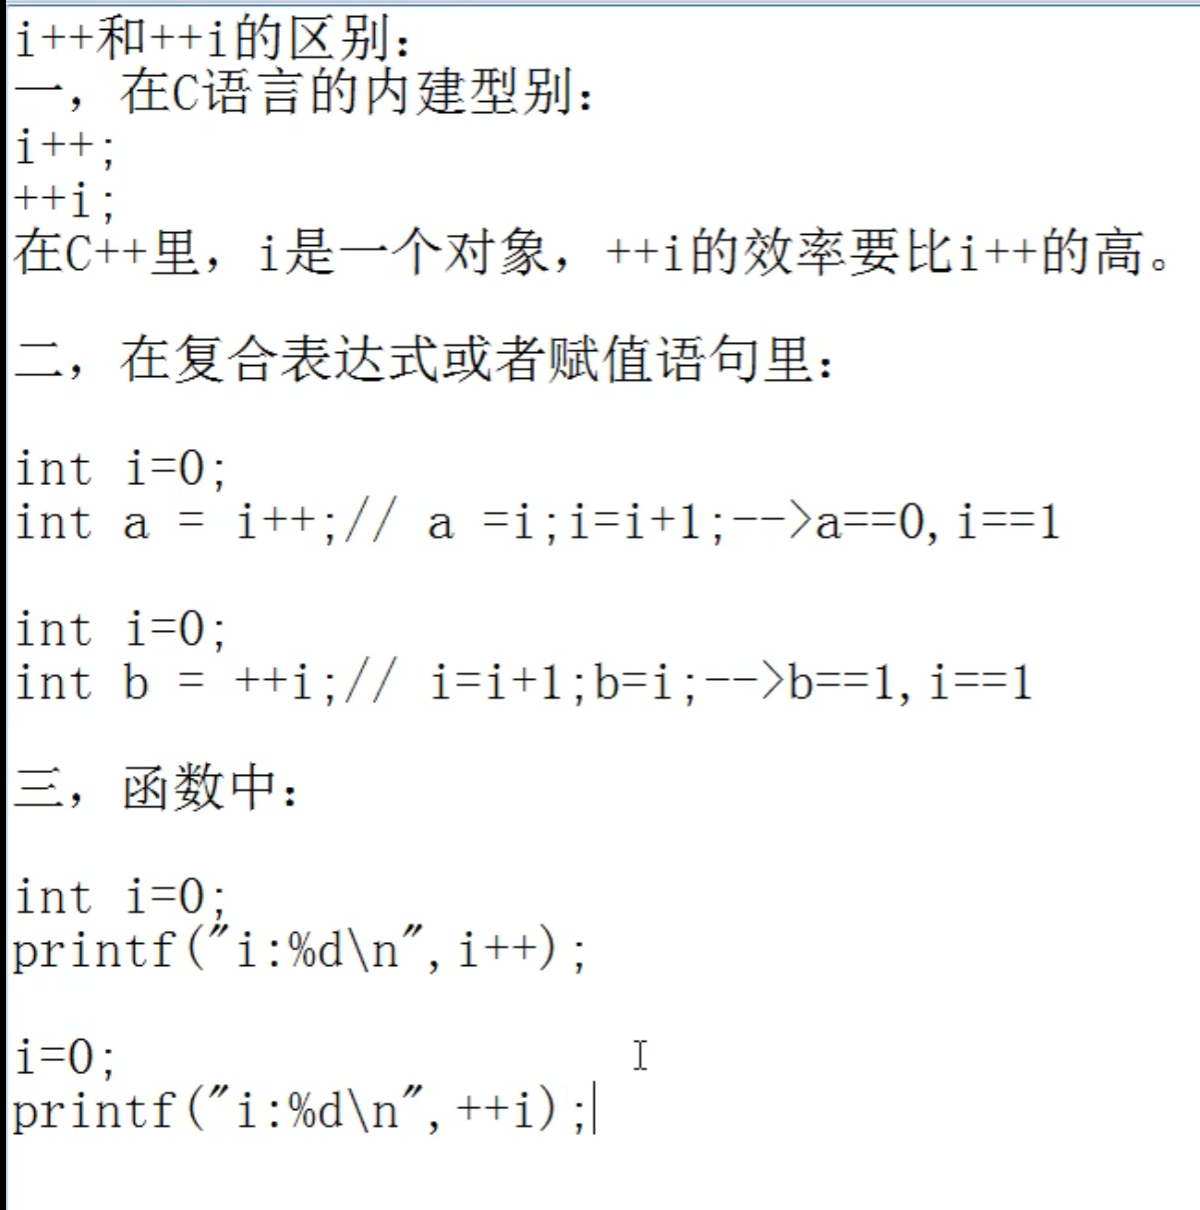 i++和++i的区别：
一，在C语言的内建型别：
i++;
++i;
在C++里，i是一个对象，++i的效率要比i++的高。
二，在复合表达式或者赋值语句里：
int i=0;
int a = i++;// a =i;i=i+1;-->a==0,i==1
int i=0;
int b = ++i;// i=i+1;b=i;-->b==1,i==1
三，函数中：
int i=0;
printf("i:%d\n",i++);
i=0;
printf("i:%d\n",++i);